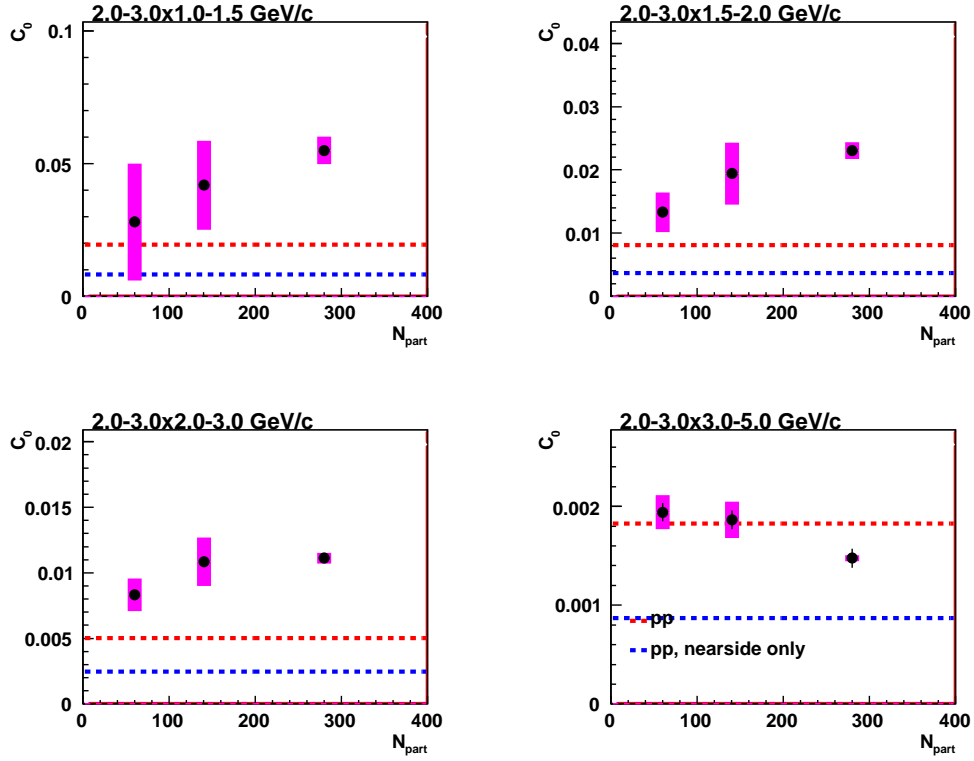 2.0-3.0x1.0-1.5 GeV/c
C0
0.1
0.05
0
0 100 200 300 400
Npart
2.0-3.0x1.5-2.0 GeV/c
C0
0.04
0.03
0.02
0.01
0
0 100 200 300 400
Npart
2.0-3.0x2.0-3.0 GeV/c
C0
0.02
0.015
0.01
0.005
0
0 100 200 300 400
Npart
2.0-3.0x3.0-5.0 GeV/c
C0
0.002
0.001
pp
pp, nearside only
0
0 100 200 300 400
Npart